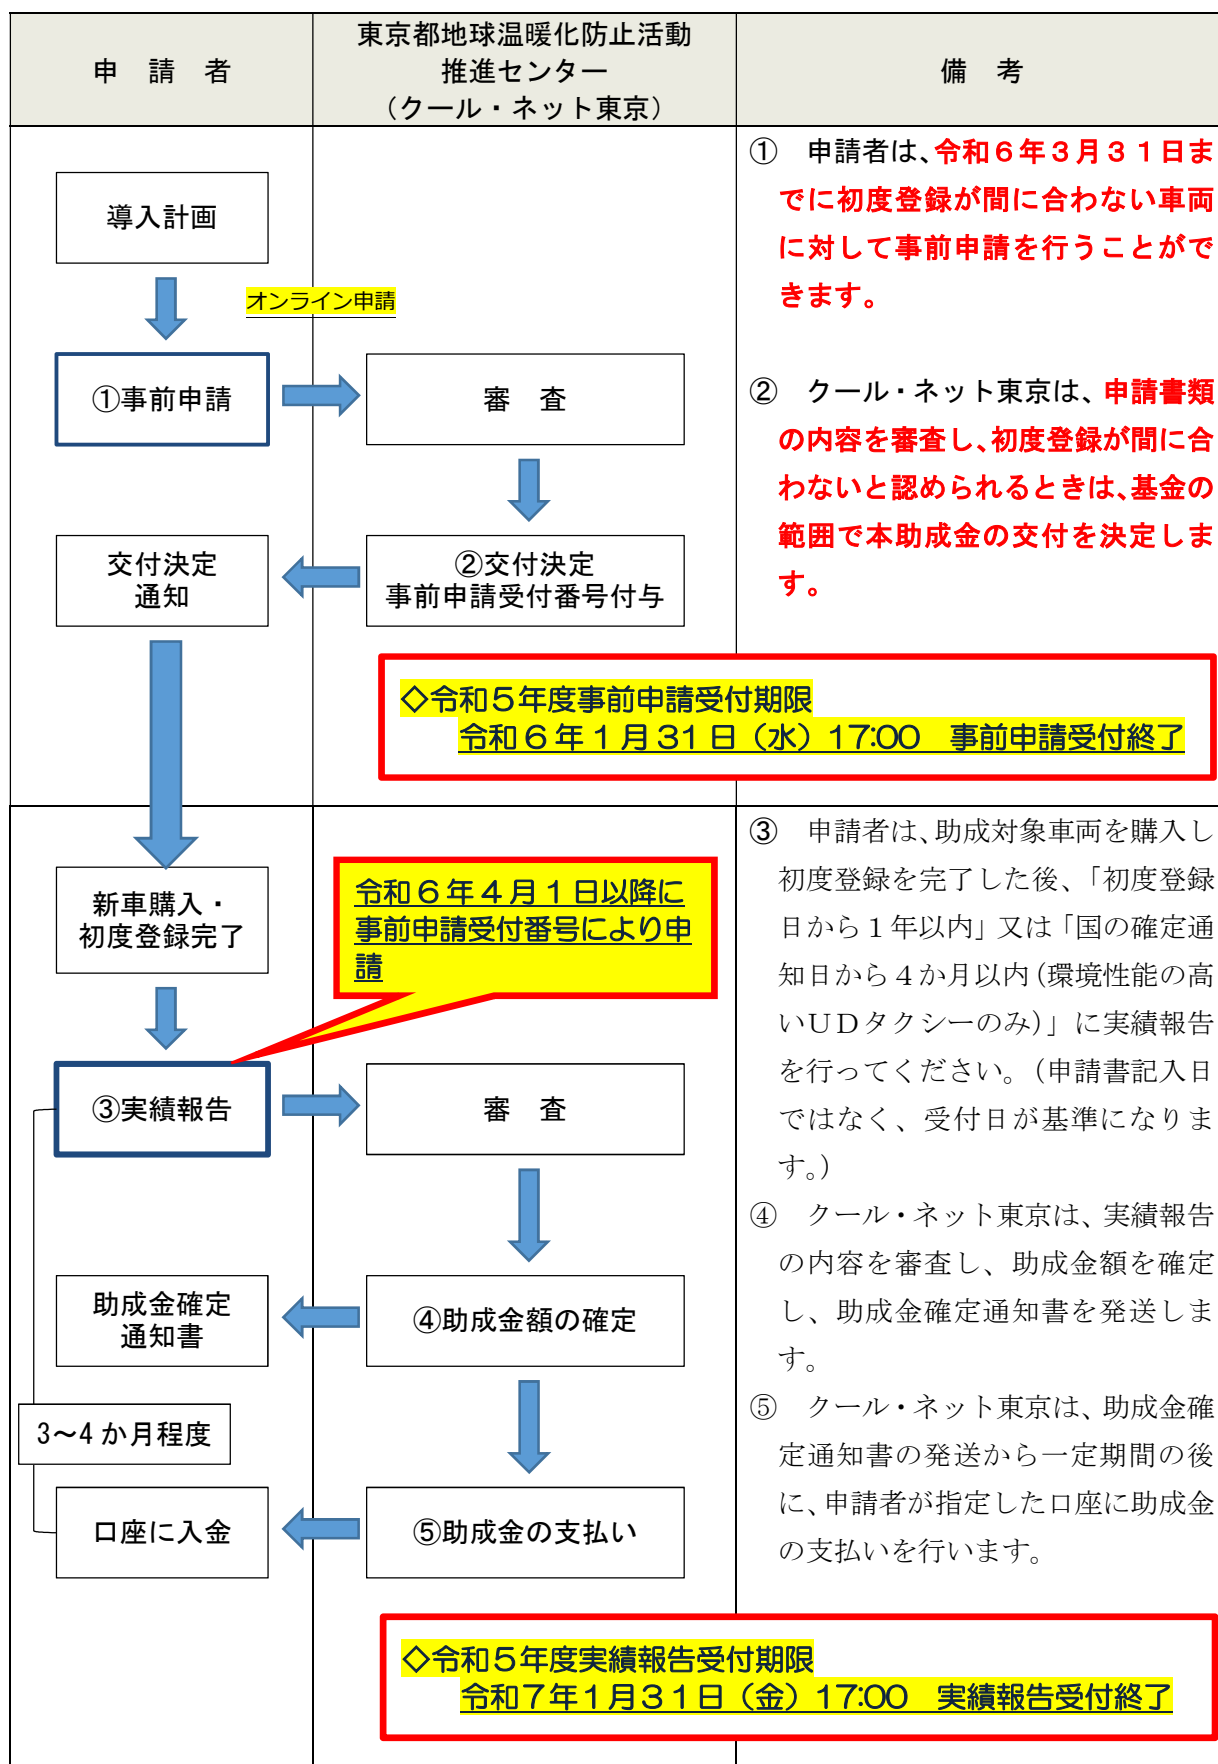 申　請　者
東京都地球温暖化防止活動
推進センター
（クール・ネット東京）
備　考
導入計画
オンライン申請
①事前申請
審　査
交付決定
通知
②交付決定
事前申請受付番号付与
①　申請者は、令和６年３月３１日ま
でに初度登録が間に合わない車両
に対して事前申請を行うことがで
きます。
②　クール・ネット東京は、申請書類
の内容を審査し、初度登録が間に合
わないと認められるときは、基金の
範囲で本助成金の交付を決定しま
す。
◇令和５年度事前申請受付期限
令和６年１月31日（水）17:00　事前申請受付終了
新車購入・
初度登録完了
令和６年４月１日以降に
事前申請受付番号により申
請
③実績報告
審　査
助成金確定
通知書
④助成金額の確定
3～4 か月程度
口座に入金
⑤助成金の支払い
③　申請者は、助成対象車両を購入し
初度登録を完了した後、「初度登録
日から１年以内」又は「国の確定通
知日から４か月以内（環境性能の高
いＵＤタクシーのみ）」に実績報告
を行ってください。（申請書記入日
ではなく、受付日が基準になりま
す。）
④　クール・ネット東京は、実績報告
の内容を審査し、助成金額を確定
し、助成金確定通知書を発送しま
す。
⑤　クール・ネット東京は、助成金確
定通知書の発送から一定期間の後
に、申請者が指定した口座に助成金
の支払いを行います。
◇令和５年度実績報告受付期限
令和７年１月３１日（金）17:00　実績報告受付終了